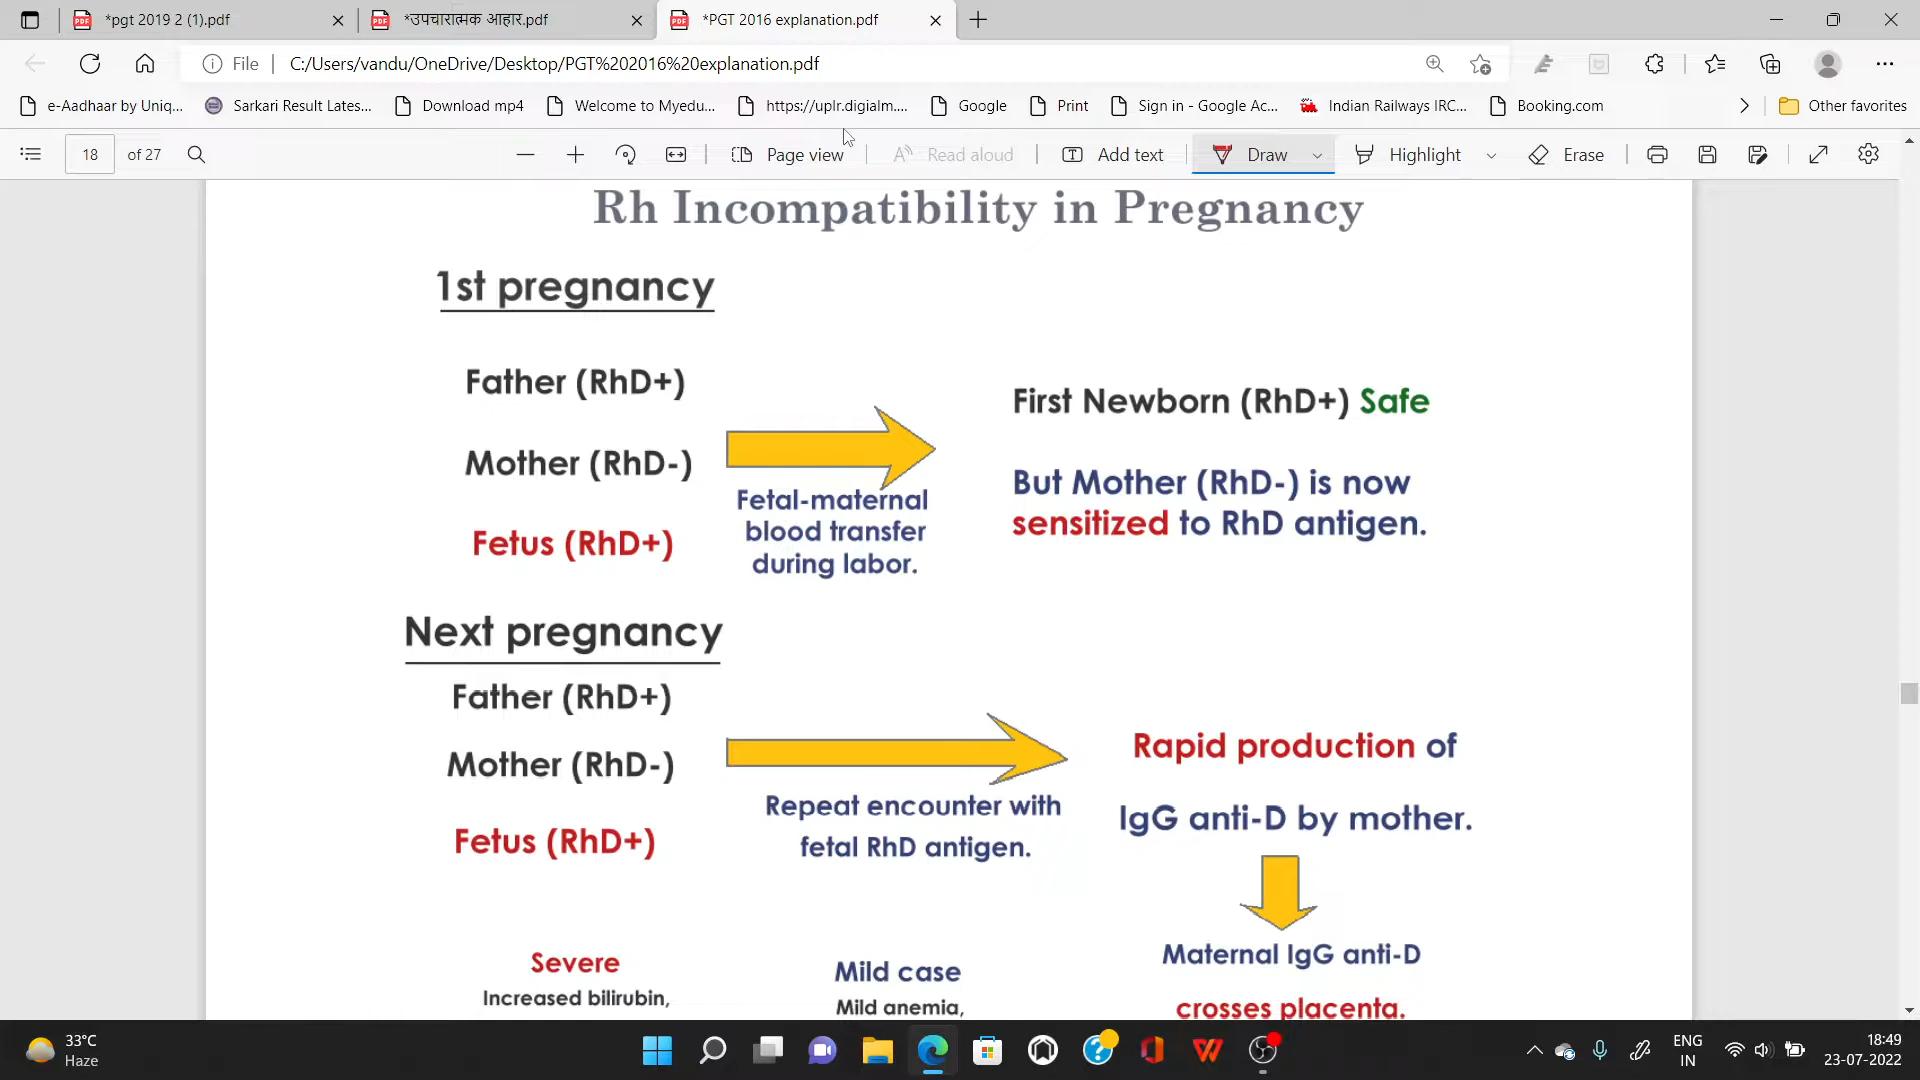 *pgt 2019 2 (1).pdf
*उपचारात्मक आहार.pdf
*PGT 2016 explanation.pdf
File
C:/Users/vandu/OneDrive/Desktop/PGT%202016%20explanation.pdf
e-Aadhaar by Uniq...
Sarkari Result Lates...
Download mp4
Welcome to Myedu...
https://uplr.digialm....
Google
Print
Sign in - Google Ac...
Indian Railways IRC...
Booking.com
Other favorites
18 of 27
Page view
Read aloud
Add text
Draw
Highlight
Erase
Rh Incompatibility in Pregnancy
1st pregnancy
Father (RhD+)
Mother (RhD-)
Fetus (RhD+)
Fetal-maternal
blood transfer
during labor.
First Newborn (RhD+) Safe
But Mother (RhD-) is now
sensitized to RhD antigen.
Next pregnancy
Father (RhD+)
Mother (RhD-)
Fetus (RhD+)
Repeat encounter with
fetal RhD antigen.
Rapid production of
IgG anti-D by mother.
Maternal IgG anti-D
crosses placenta.
Mild case
Mild anemia,
Severe
Increased bilirubin,
33°C
Haze
ENG
IN
18:49
23-07-2022